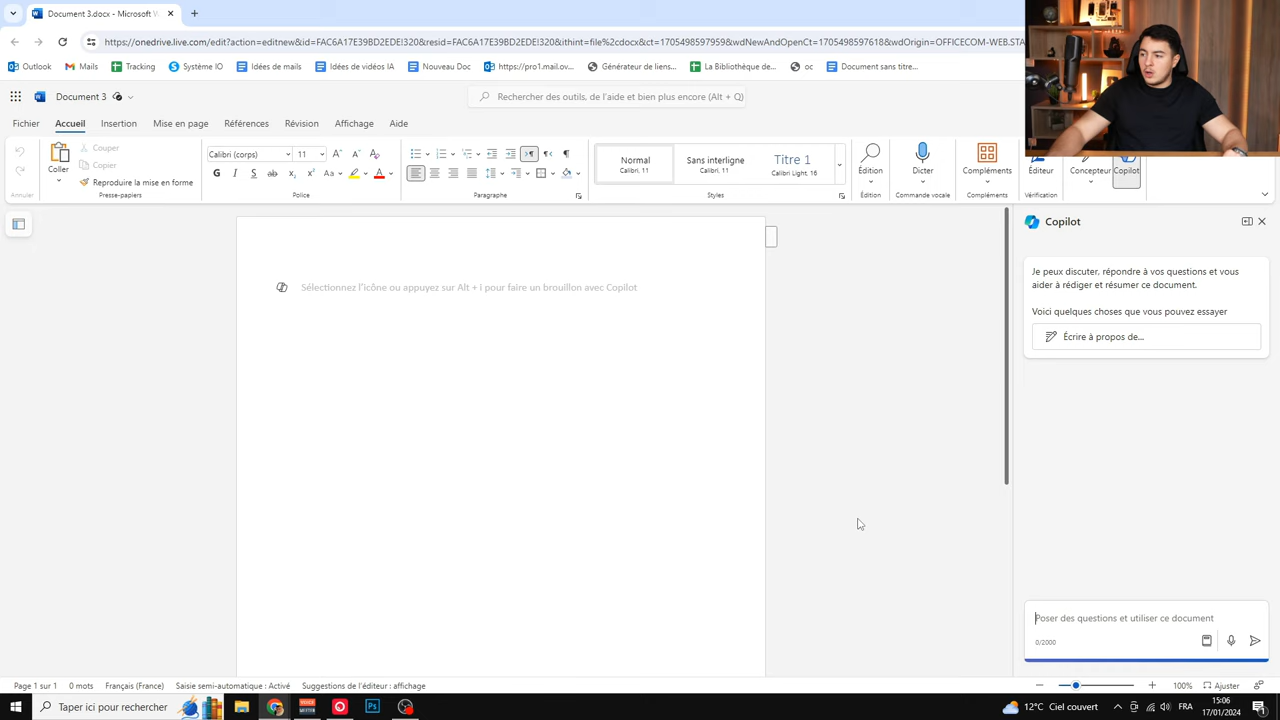 Document 3.docx - Microsoft W
https://onedrive.live.com/edit?action=editnew&id=FAC6A17E39BD2EDE!320&resid=FAC6A17E39BD2EDE!320&ithint=file%2cdocx&ct=1705498597959&wdNewAndOpenCt=1705498597618&wdOrigin=OFFICECOM-WEB.STA
Outlook Mails Tracking Système IO Idées de mails Idées de vidéos IA Nouveau Doc https://pro1.mail.ov... Générateur de liens... La Bibliothèque de... oc Document sans titre...
Document 3 Rechercher des outils, de l'aide et bien plus encore (Alt + Q)
Fichier Accueil Insertion Mise en page Références Révision Affichage Aide
Couper
Copier
Coller
Reproduire la mise en forme
Annuler Presse-papiers
Calibri (corps) 11
Police
Paragraphe
Normal
Calibri, 11
Sans interligne
Calibri, 11
Titre 1
Calibri Light, 16
Styles
Édition
Édition
Dicter
Commande vocale
Compléments
Compléments
Éditeur
Vérification
Concepteur
Copilot
Sélectionnez l'icône ou appuyez sur Alt + i pour faire un brouillon avec Copilot
Copilot
Je peux discuter, répondre à vos questions et vous
aider à rédiger et résumer ce document.
Voici quelques choses que vous pouvez essayer
Écrire à propos de...
Poser des questions et utiliser ce document
0/2000
Page 1 sur 1 0 mots Français (France) Saisie semi-automatique : Activé Suggestions de l'éditeur : affichage 100% Ajuster
Taper ici pour rechercher
12°C Ciel couvert FRA
15:06
17/01/2024